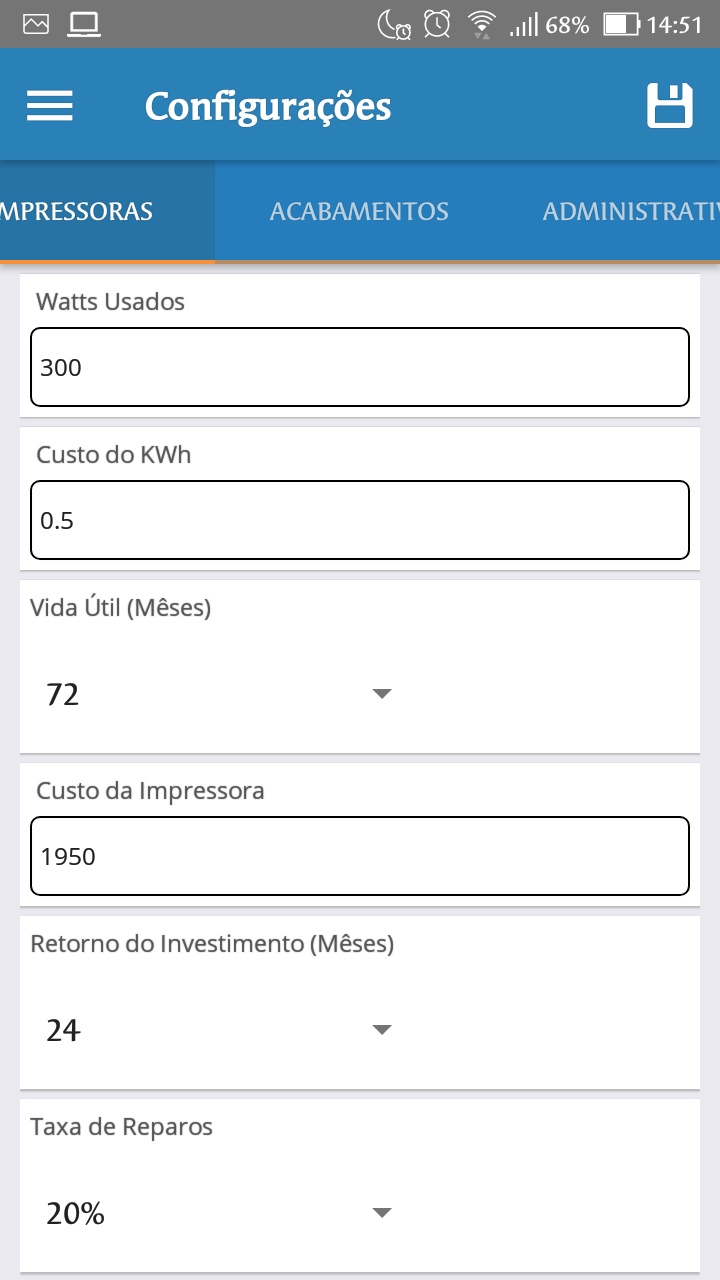 68% 14:51
Configurações
MPRESSORAS ACABAMENTOS ADMINISTRATI
Watts Usados
300
Custo do KWh
0.5
Vida Útil (Mêses)
72
Custo da Impressora
1950
Retorno do Investimento (Mêses)
24
Taxa de Reparos
20%